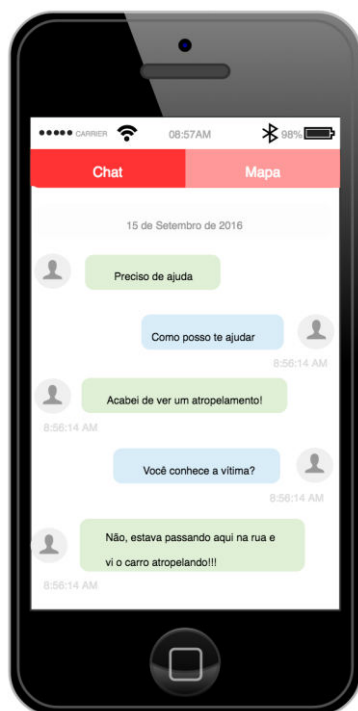 CARRIER 08:57AM 98%
Chat Mapa
15 de Setembro de 2016
Preciso de ajuda
Como posso te ajudar
8:56:14 AM
Acabei de ver um atropelamento!
8:56:14 AM
Você conhece a vítima?
8:56:14 AM
Não, estava passando aqui na rua e
vi o carro atropelando!!!
8:56:14 AM